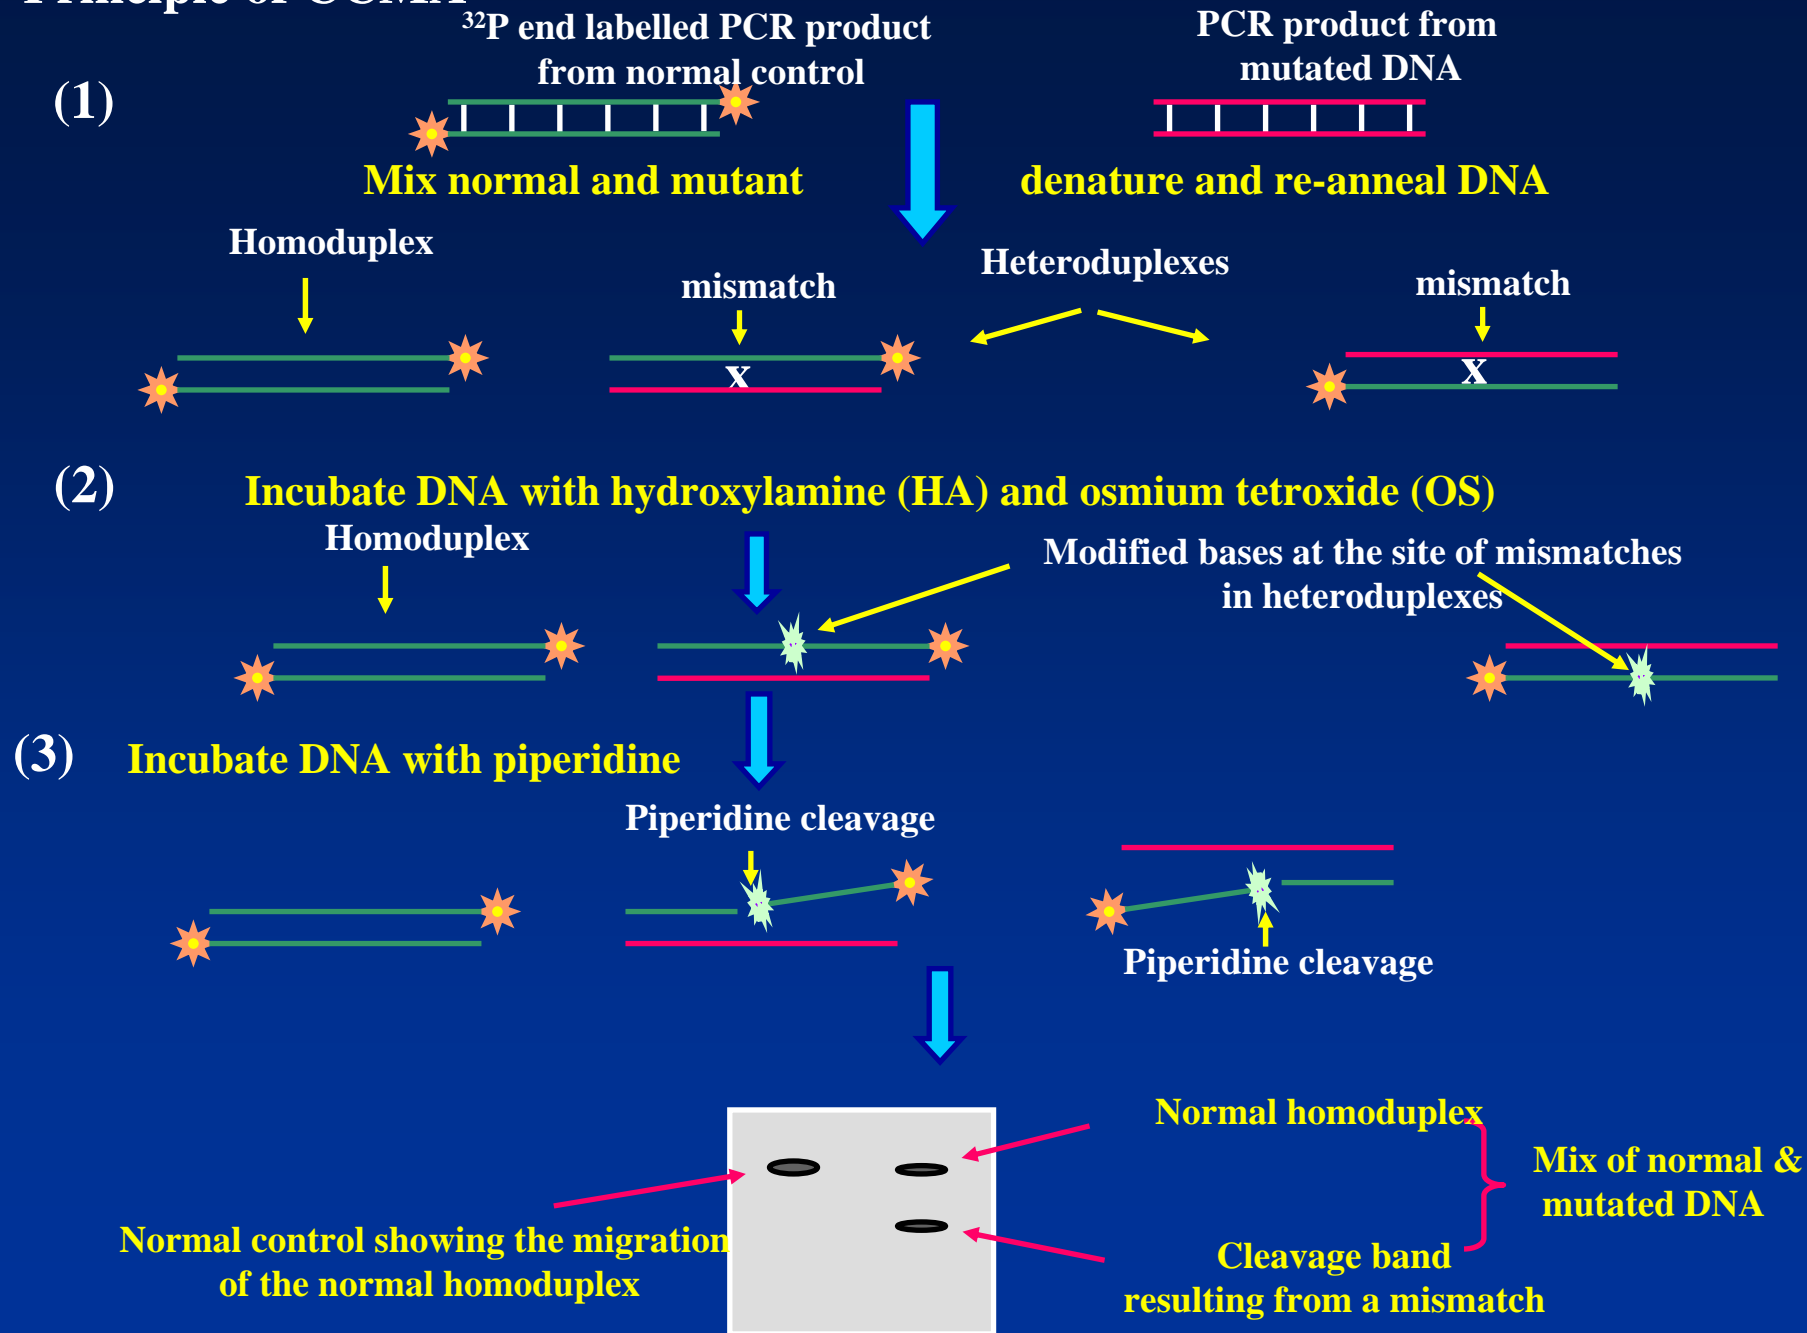 Principle of CCMA
³²P end labelled PCR product
from normal control
PCR product from
mutated DNA
(1)
Mix normal and mutant
denature and re-anneal DNA
Homoduplex
mismatch
Heteroduplexes
mismatch
x
x
(2)
Incubate DNA with hydroxylamine (HA) and osmium tetroxide (OS)
Homoduplex
Modified bases at the site of mismatches
in heteroduplexes
(3)
Incubate DNA with piperidine
Piperidine cleavage
Piperidine cleavage
Normal homoduplex
Mix of normal &
mutated DNA
Normal control showing the migration
of the normal homoduplex
Cleavage band
resulting from a mismatch